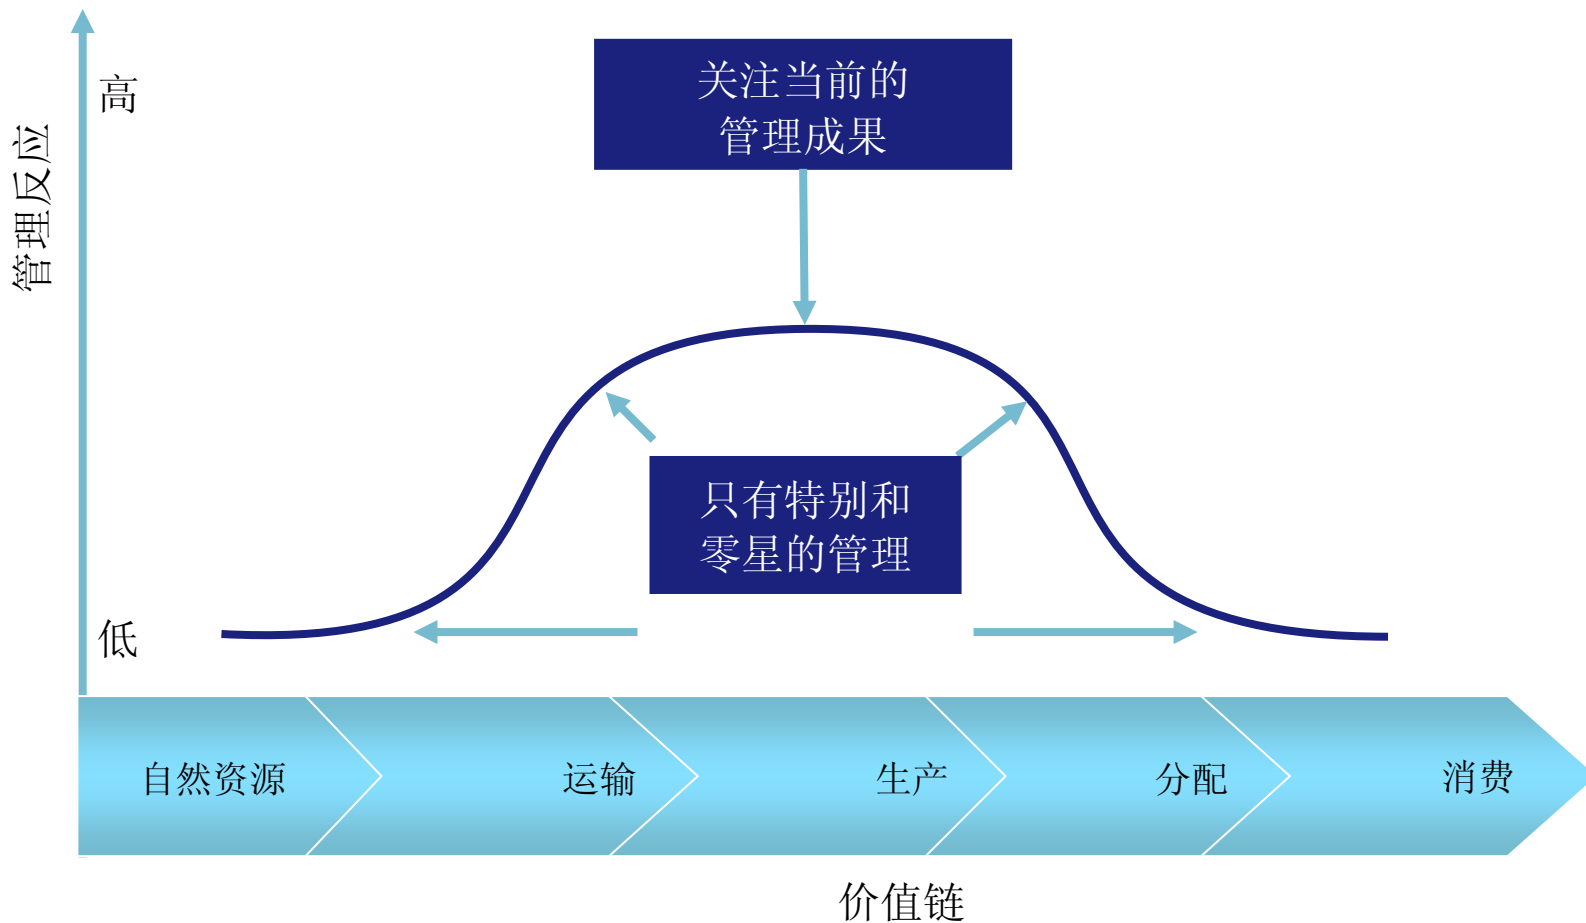 高
管理反应
关注当前的
管理成果
只有特别和
零星的管理
低
自然资源
运输
生产
分配
消费
价值链